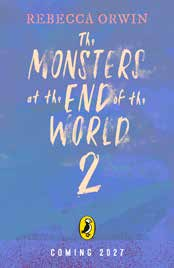 REBECCA ORWIN
The
MONSTERS
at the END of the
WORLD
2
COMING 2027